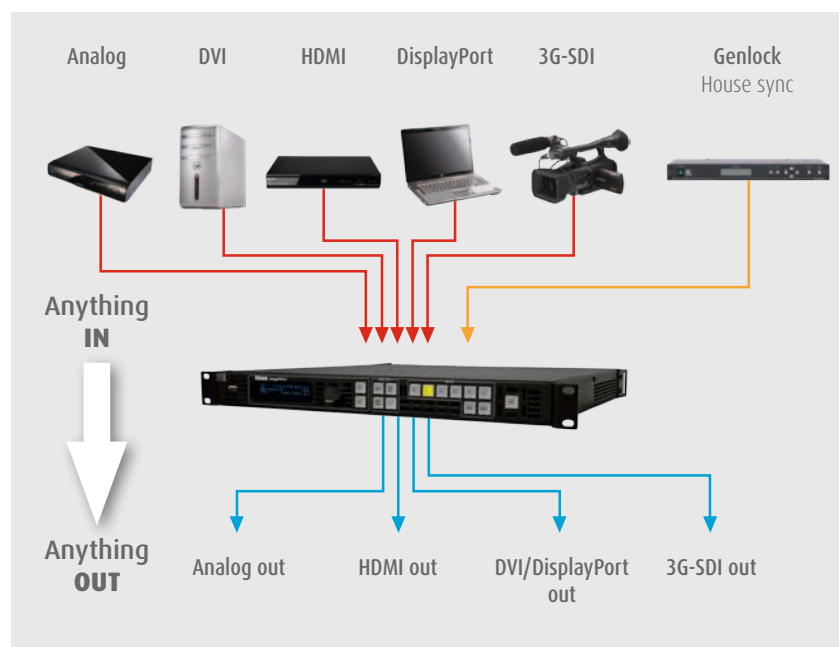 Analog DVI HDMI DisplayPort 3G-SDI Genlock
House sync
Anything
IN
Anything
OUT
Analog out HDMI out DVI/DisplayPort 3G-SDI out
out